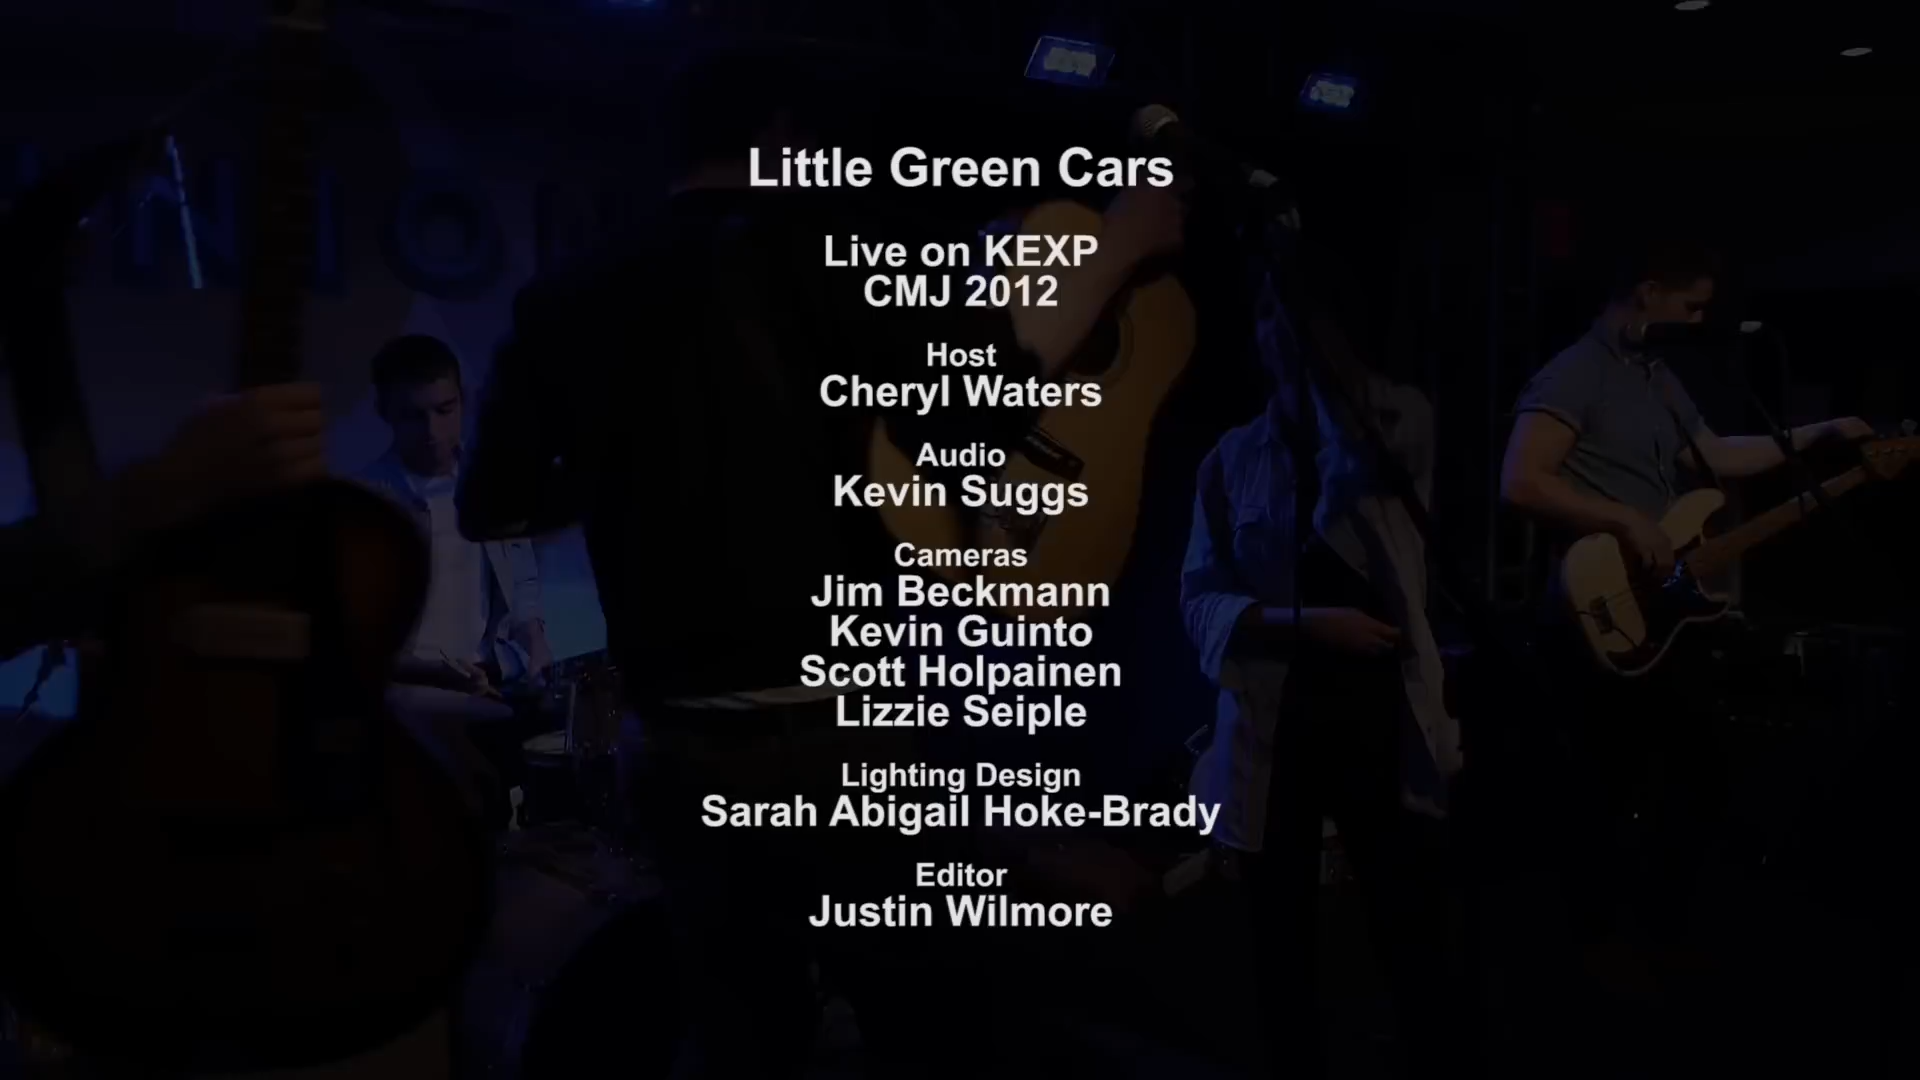 Little Green Cars
Live on KEXP
CMJ 2012
Host
Cheryl Waters
Audio
Kevin Suggs
Cameras
Jim Beckmann
Kevin Guinto
Scott Holpainen
Lizzie Seiple
Lighting Design
Sarah Abigail Hoke-Brady
Editor
Justin Wilmore